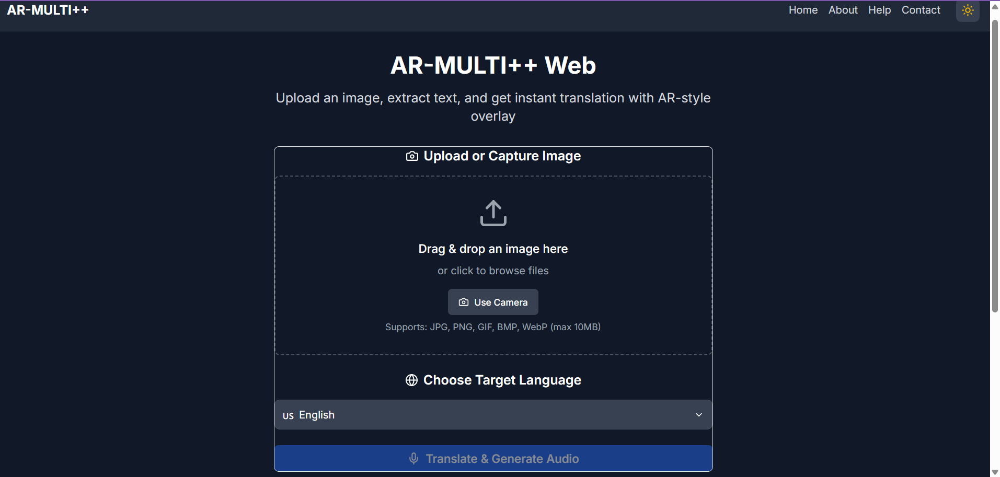 AR-MULTI++
Home About Help Contact
AR-MULTI++ Web
Upload an image, extract text, and get instant translation with AR-style
overlay
Upload or Capture Image
Drag & drop an image here
or click to browse files
Use Camera
Supports: JPG, PNG, GIF, BMP, WebP (max 10MB)
Choose Target Language
US English
Translate & Generate Audio